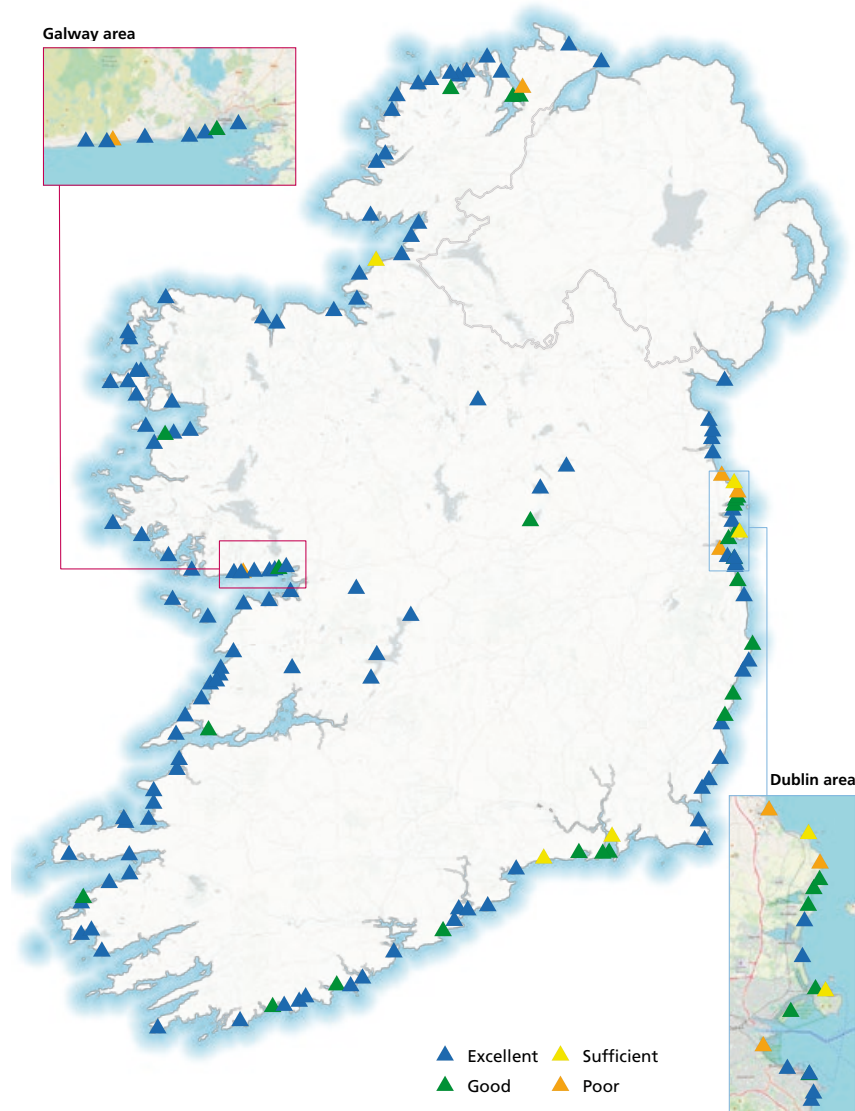 Galway area
Dublin area
Excellent
Sufficient
Good
Poor